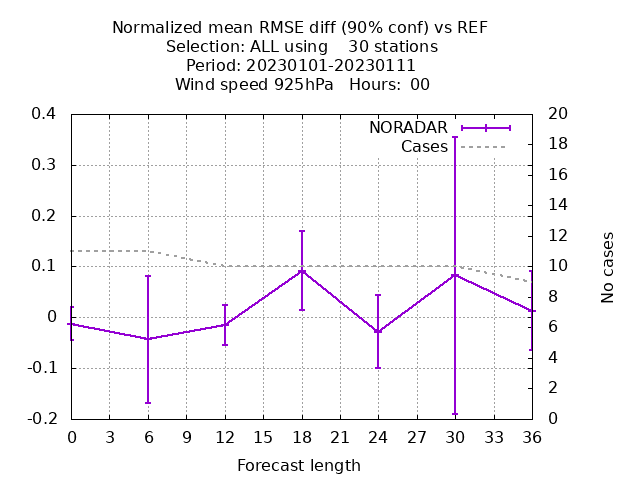 Normalized mean RMSE diff (90% conf) vs REF
Selection: ALL using    30 stations
Period: 20230101-20230111
Wind speed 925hPa   Hours:  00
NORADAR
Cases
0.4
0.3
0.2
0.1
0
-0.1
-0.2
20
18
16
14
12
10
8
6
4
2
0
No cases
0 3 6 9 12 15 18 21 24 27 30 33 36
Forecast length